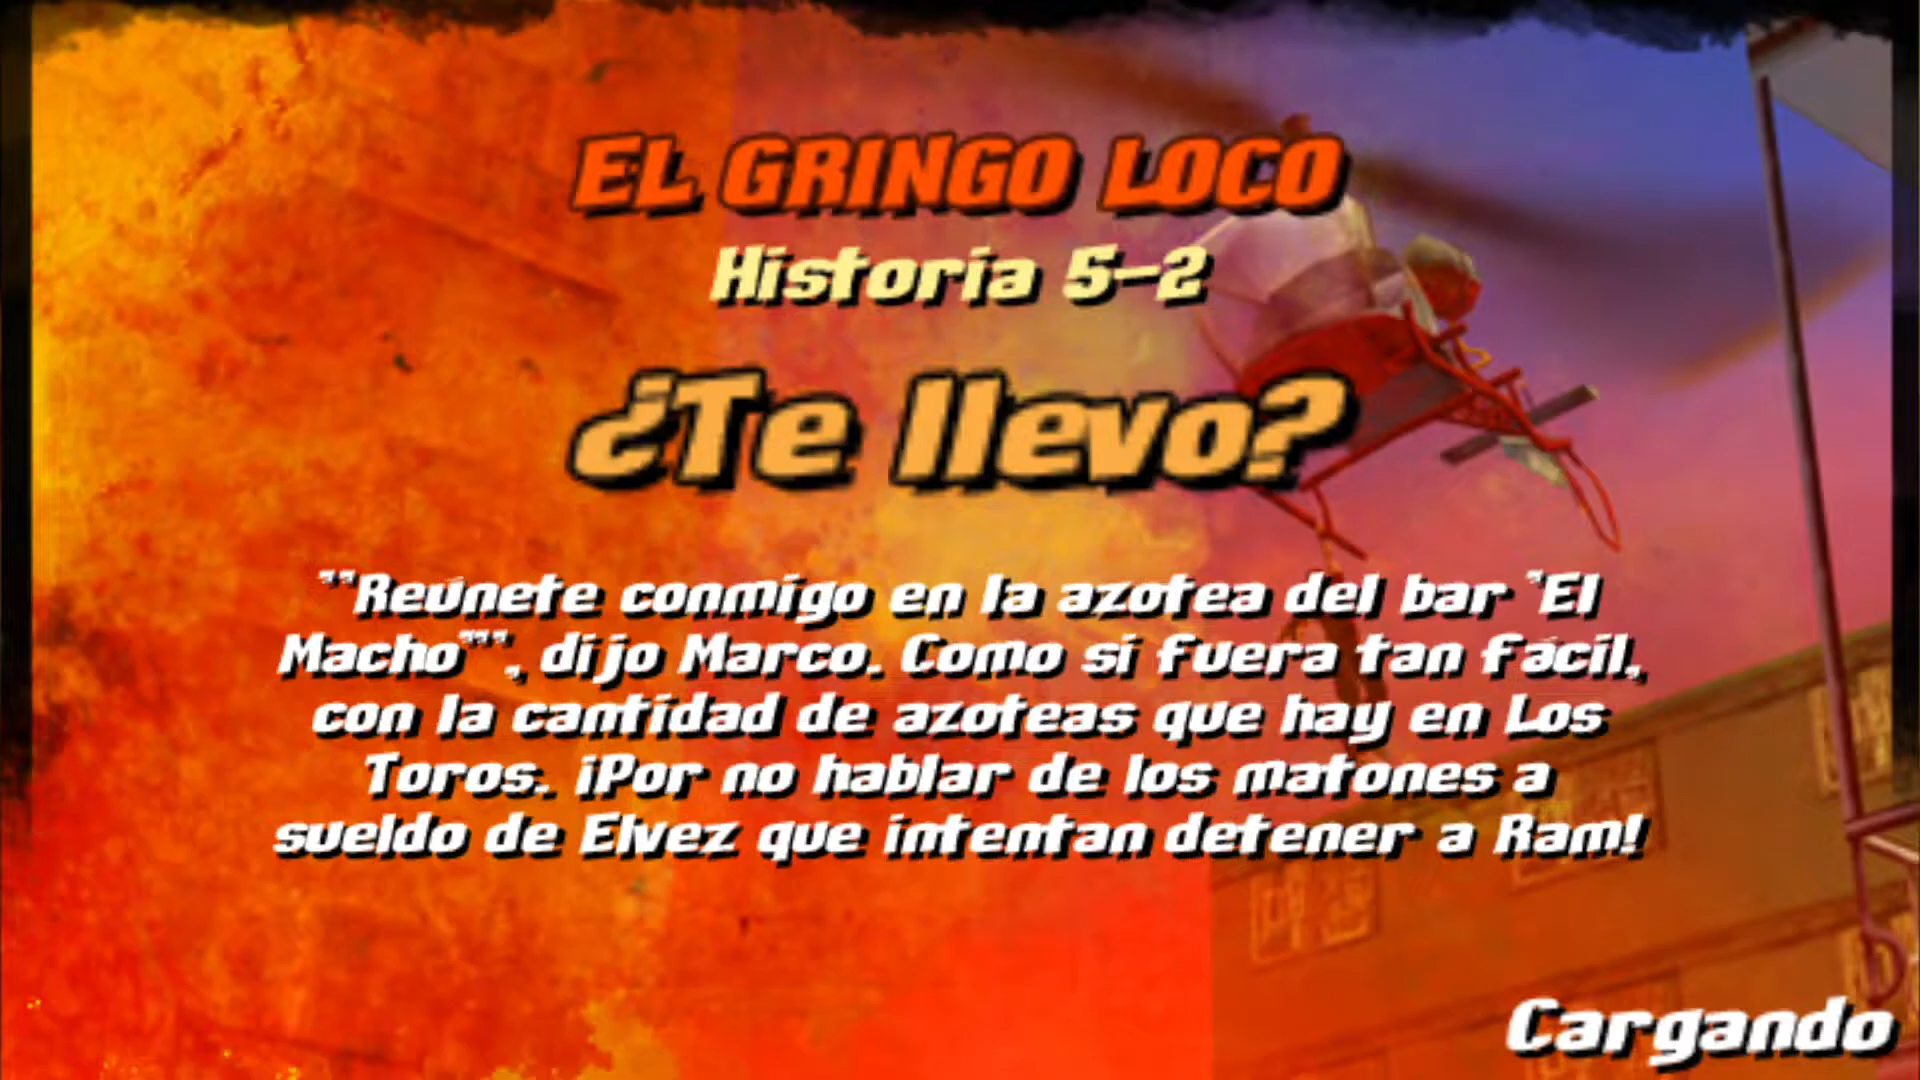 EL GRINGO LOCO
Historia 5-2
¿Te llevo?
"Reúnete conmigo en la azotea del bar 'El
Macho'", dijo Marco. Como si fuera tan fácil,
con la cantidad de azoteas que hay en Los
Toros. ¡Por no hablar de los matones a
sueldo de Elvez que intentan detener a Ram!
Cargando